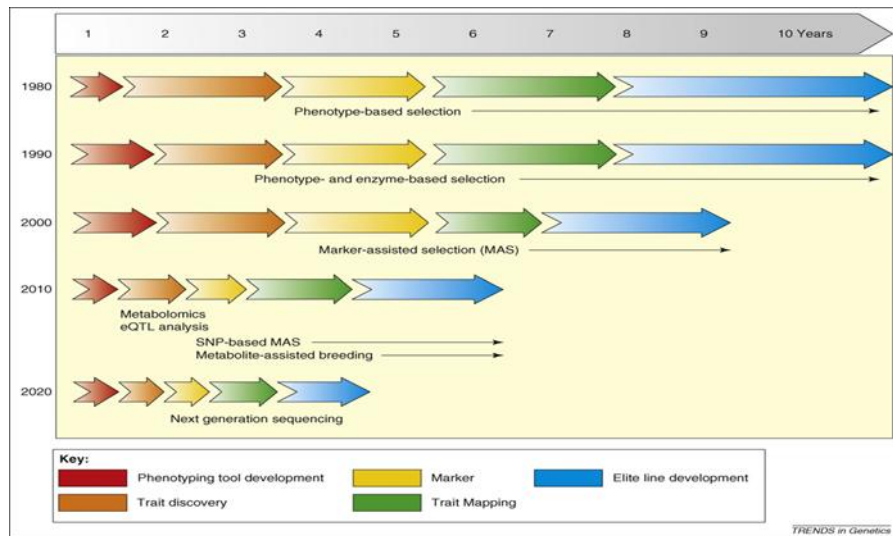 1 2 3 4 5 6 7 8 9 10 Years
1980
Phenotype-based selection
1990
Phenotype- and enzyme-based selection
2000
Marker-assisted selection (MAS)
2010
Metabolomics
eQTL analysis
SNP-based MAS
Metabolite-assisted breeding
2020
Next generation sequencing
Key:
Phenotyping tool development
Marker
Elite line development
Trait discovery
Trait Mapping
TRENDS in Genetics